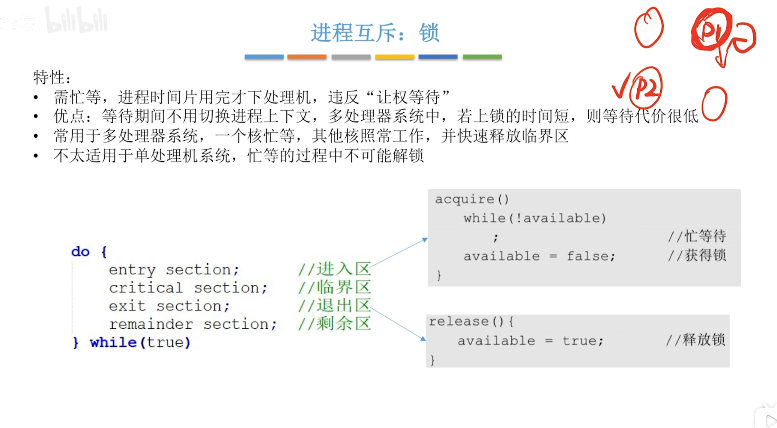 bilibili
进程互斥：锁
P1
P2
特性：
• 需忙等，进程时间片用完才下处理机，违反“让权等待”
• 优点：等待期间不用切换进程上下文，多处理器系统中，若上锁的时间短，则等待代价很低
• 常用于多处理器系统，一个核忙等，其他核照常工作，并快速释放临界区
• 不太适用于单处理机系统，忙等的过程中不可能解锁
do {
entry section; //进入区
critical section; //临界区
exit section; //退出区
remainder section; //剩余区
} while(true)
acquire()
while(!available)
; //忙等待
available = false; //获得锁
}
release(){
available = true; //释放锁
}